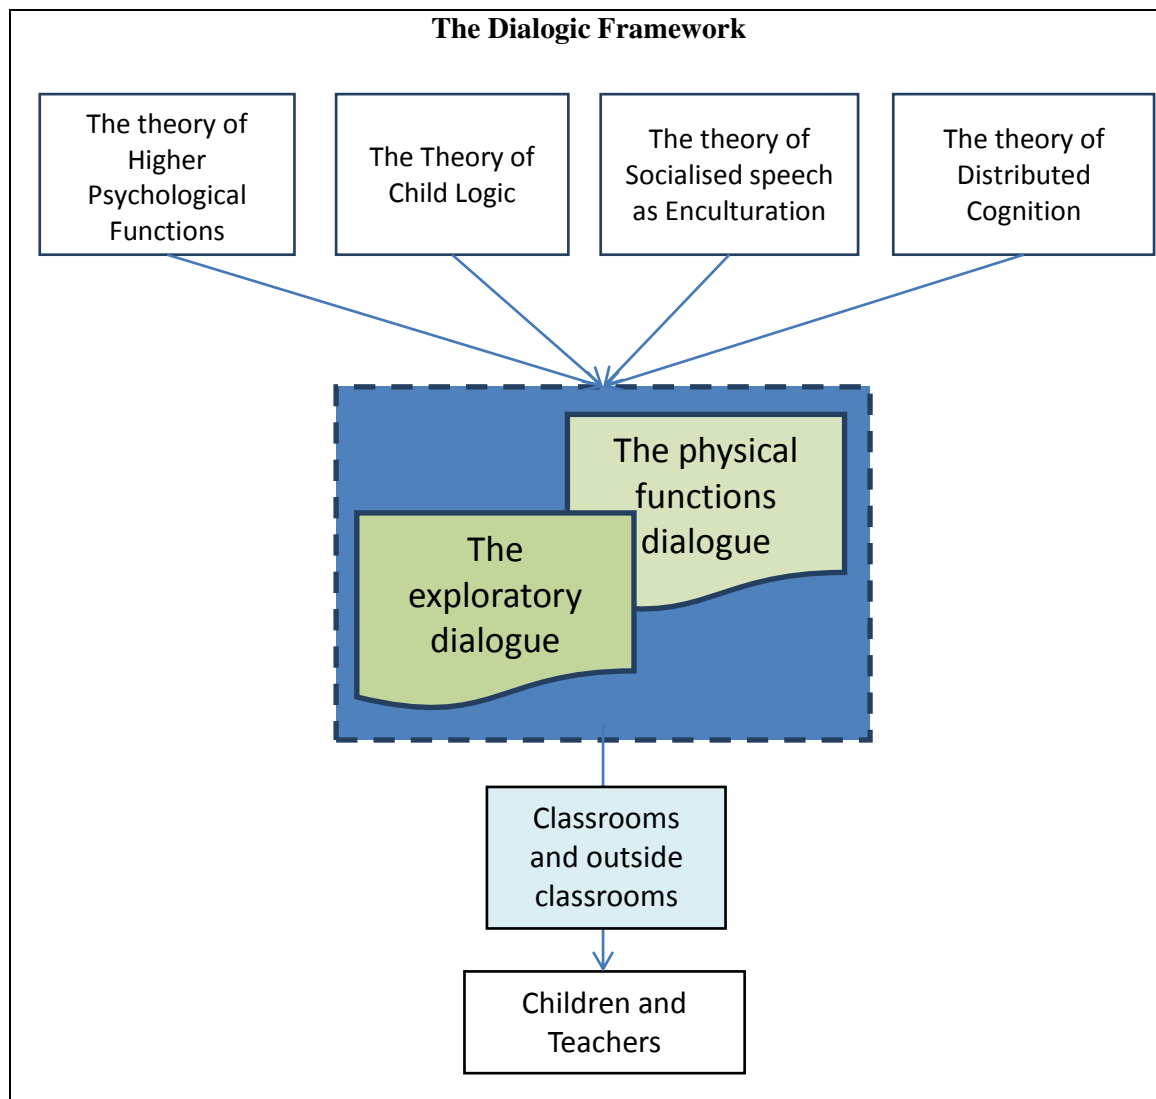 The Dialogic Framework
The theory of
Higher
Psychological
Functions
The Theory of
Child Logic
The theory of
Socialised speech
as Enculturation
The theory of
Distributed
Cognition
The physical
functions
dialogue
The
exploratory
dialogue
Classrooms
and outside
classrooms
Children and
Teachers